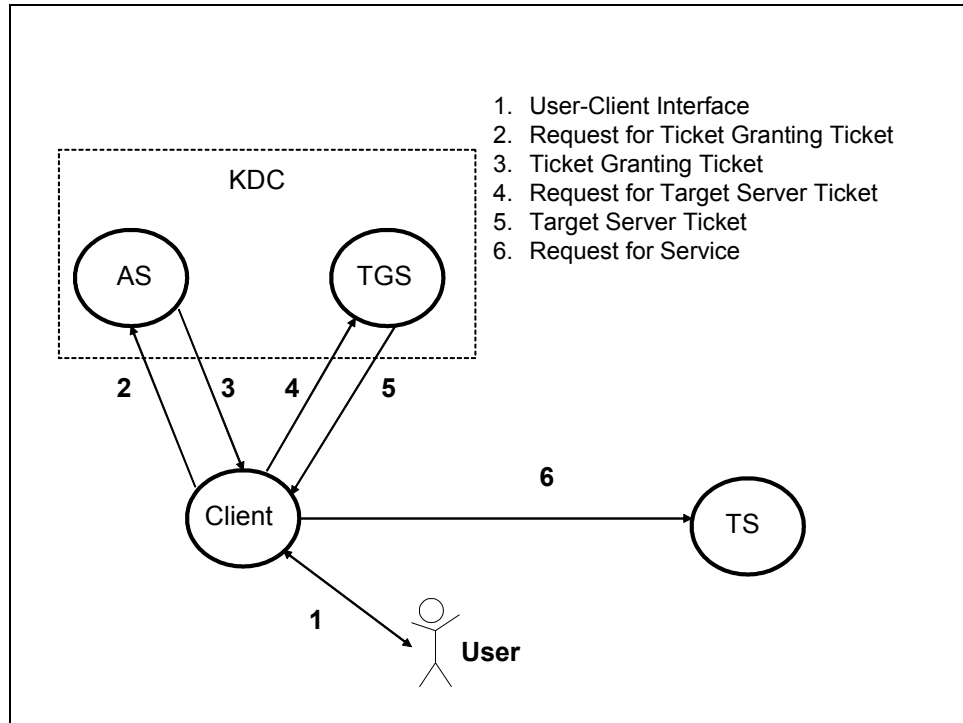 1. User-Client Interface
2. Request for Ticket Granting Ticket
3. Ticket Granting Ticket
4. Request for Target Server Ticket
5. Target Server Ticket
6. Request for Service
KDC
AS
TGS
2
3
4
5
6
Client
TS
1
User